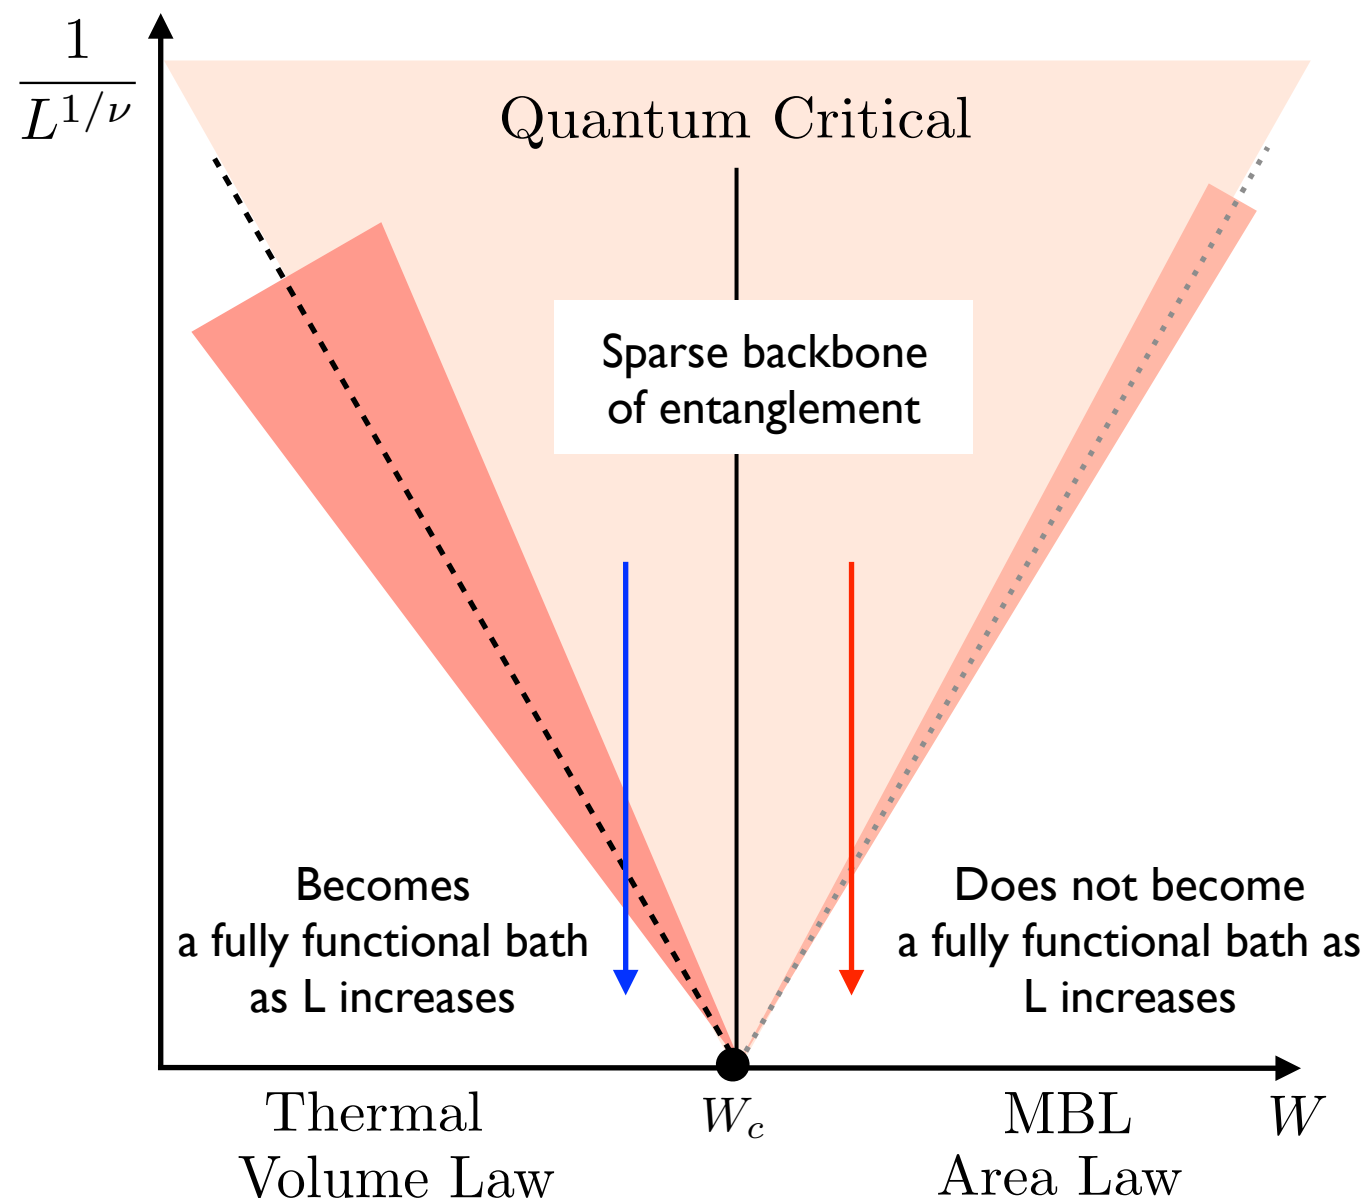 1
L^{1/ν}
Quantum Critical
Sparse backbone
of entanglement
Becomes
a fully functional bath
as L increases
Does not become
a fully functional bath as
L increases
Thermal
Volume Law
W_c
MBL
Area Law
W